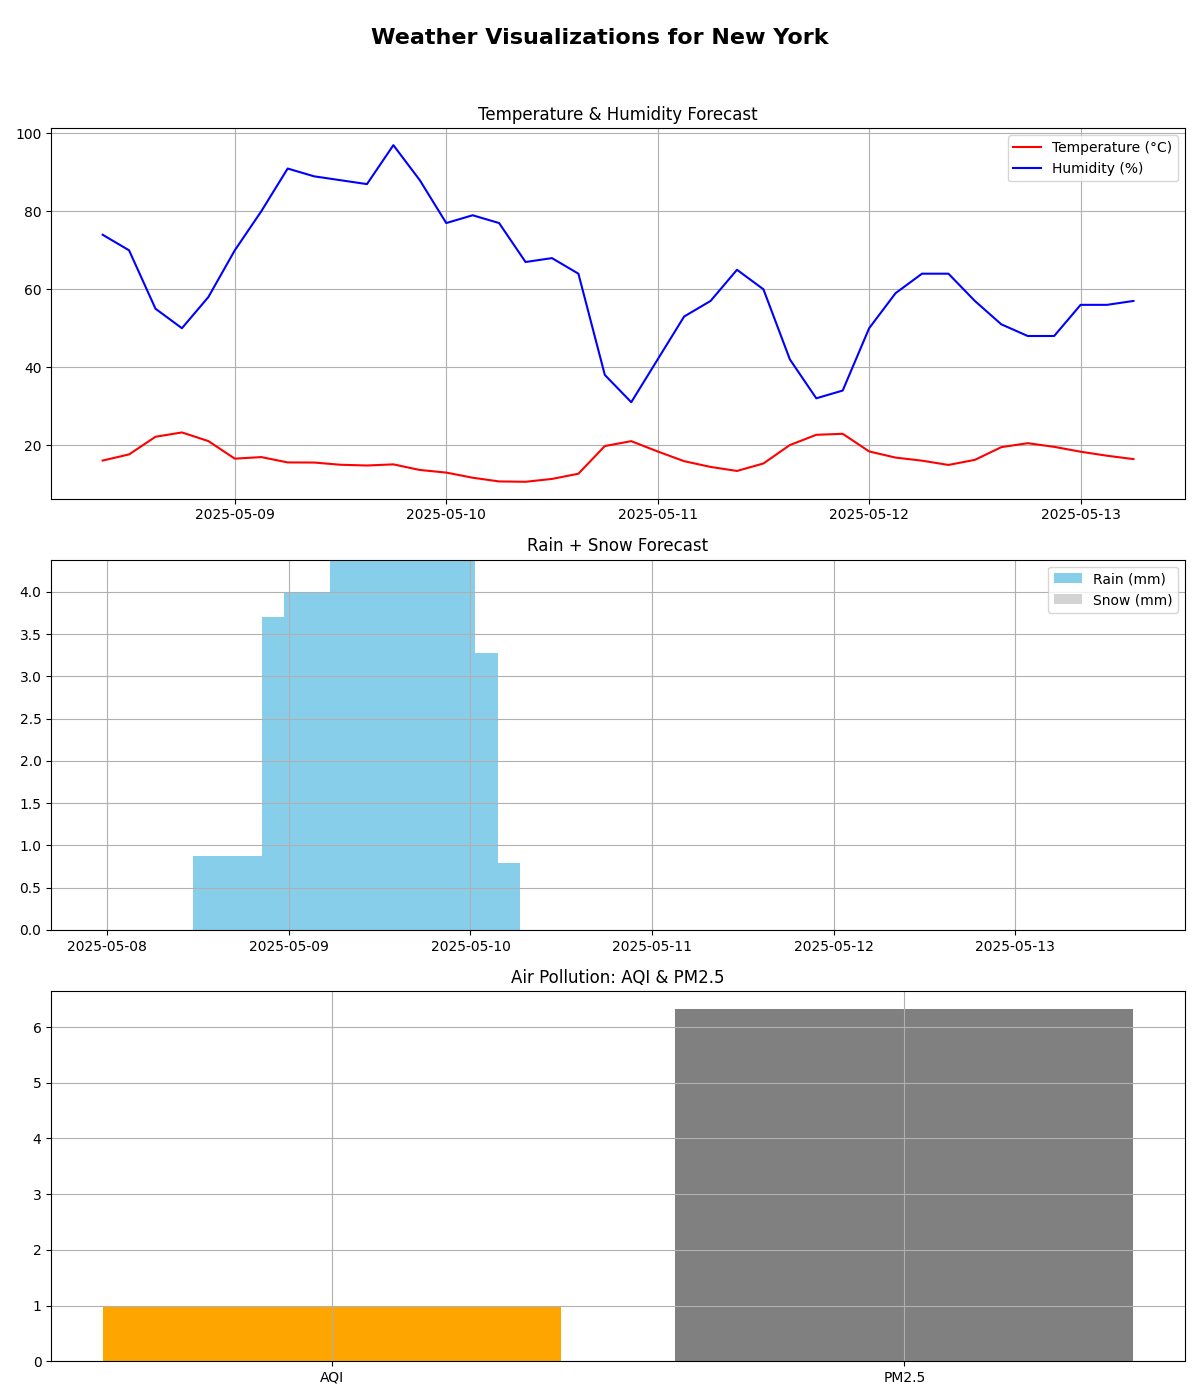 Weather Visualizations for New York
Temperature & Humidity Forecast
100
80
60
40
20
Temperature (°C)
Humidity (%)
2025-05-09 2025-05-10 2025-05-11 2025-05-12 2025-05-13
Rain + Snow Forecast
4.0
3.5
3.0
2.5
2.0
1.5
1.0
0.5
0.0
Rain (mm)
Snow (mm)
2025-05-08 2025-05-09 2025-05-10 2025-05-11 2025-05-12 2025-05-13
Air Pollution: AQI & PM2.5
6
5
4
3
2
1
0
AQI PM2.5